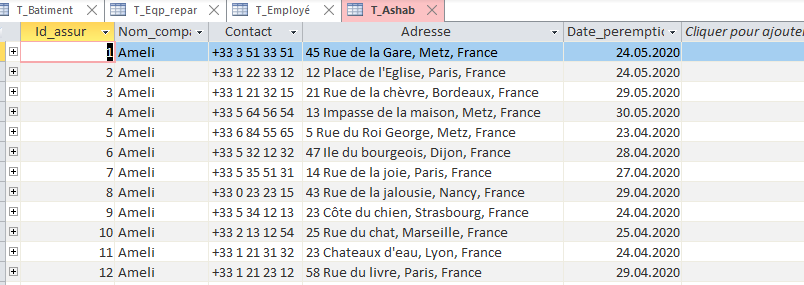 T_Batiment T_Eqp_repar T_Employé T_Ashab
Id_assur Nom_compa Contact Adresse Date_peremptio Cliquer pour ajoute
1 Ameli +33 3 51 33 51 45 Rue de la Gare, Metz, France 24.05.2020
2 Ameli +33 1 22 33 12 12 Place de l'Eglise, Paris, France 24.05.2020
3 Ameli +33 1 21 32 15 21 Rue de la chèvre, Bordeaux, France 29.05.2020
4 Ameli +33 5 64 56 54 13 Impasse de la maison, Metz, France 30.05.2020
5 Ameli +33 6 84 55 65 5 Rue du Roi George, Metz, France 23.04.2020
6 Ameli +33 5 32 12 32 47 Ile du bourgeois, Dijon, France 28.04.2020
7 Ameli +33 5 35 51 31 14 Rue de la joie, Paris, France 27.04.2020
8 Ameli +33 0 23 23 15 43 Rue de la jalousie, Nancy, France 29.04.2020
9 Ameli +33 5 34 12 13 23 Côte du chien, Strasbourg, France 24.04.2020
10 Ameli +33 2 13 12 54 25 Rue du chat, Marseille, France 25.04.2020
11 Ameli +33 1 21 31 32 23 Chateaux d'eau, Lyon, France 24.04.2020
12 Ameli +33 1 21 23 12 58 Rue du livre, Paris, France 29.04.2020